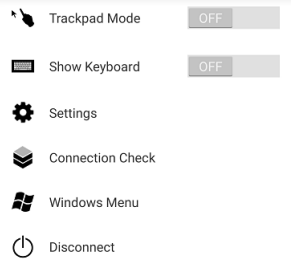 Trackpad Mode OFF
Show Keyboard OFF
Settings
Connection Check
Windows Menu
Disconnect